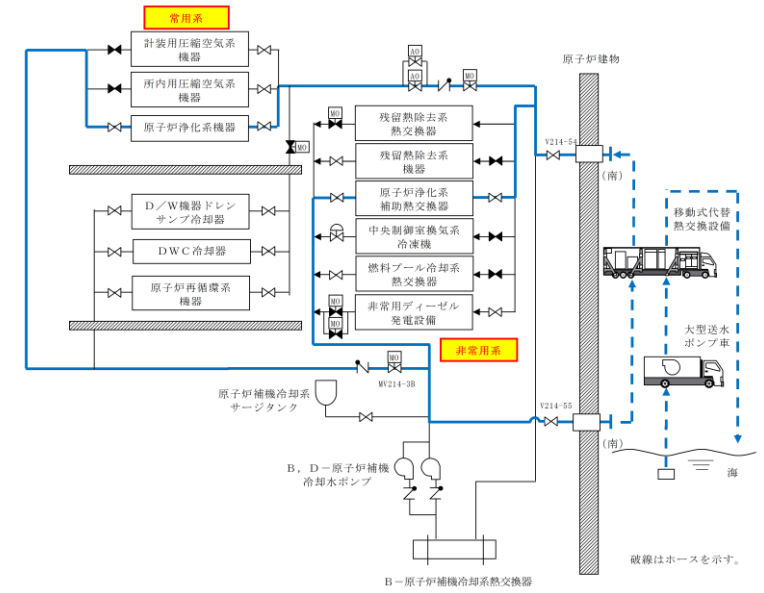 常用系
計装用圧縮空気系
機器
所内用圧縮空気系
機器
原子炉浄化系機器
MO
D/W機器ドレン
サンプ冷却器
DWC冷却器
原子炉再循環系
機器
AO
AO
MO
MO
残留熱除去系
熱交換器
残留熱除去系
機器
原子炉浄化系
補助熱交換器
中央制御室換気系
冷凍機
燃料プール冷却系
熱交換器
MO
MO
非常用ディーゼル
発電設備
非常用系
原子炉建物
V214-54
(南)
移動式代替
熱交換設備
大型送水
ポンプ車
MO
MV214-3B
原子炉補機冷却系
サージタンク
V214-55
(南)
海
B,D-原子炉補機
冷却水ポンプ
B-原子炉補機冷却系熱交換器
破線はホースを示す。